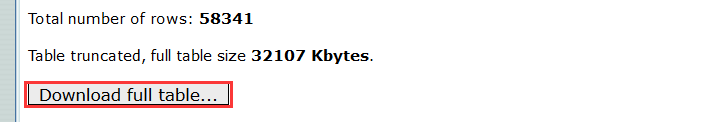 Total number of rows: 58341
Table truncated, full table size 32107 Kbytes.
Download full table...